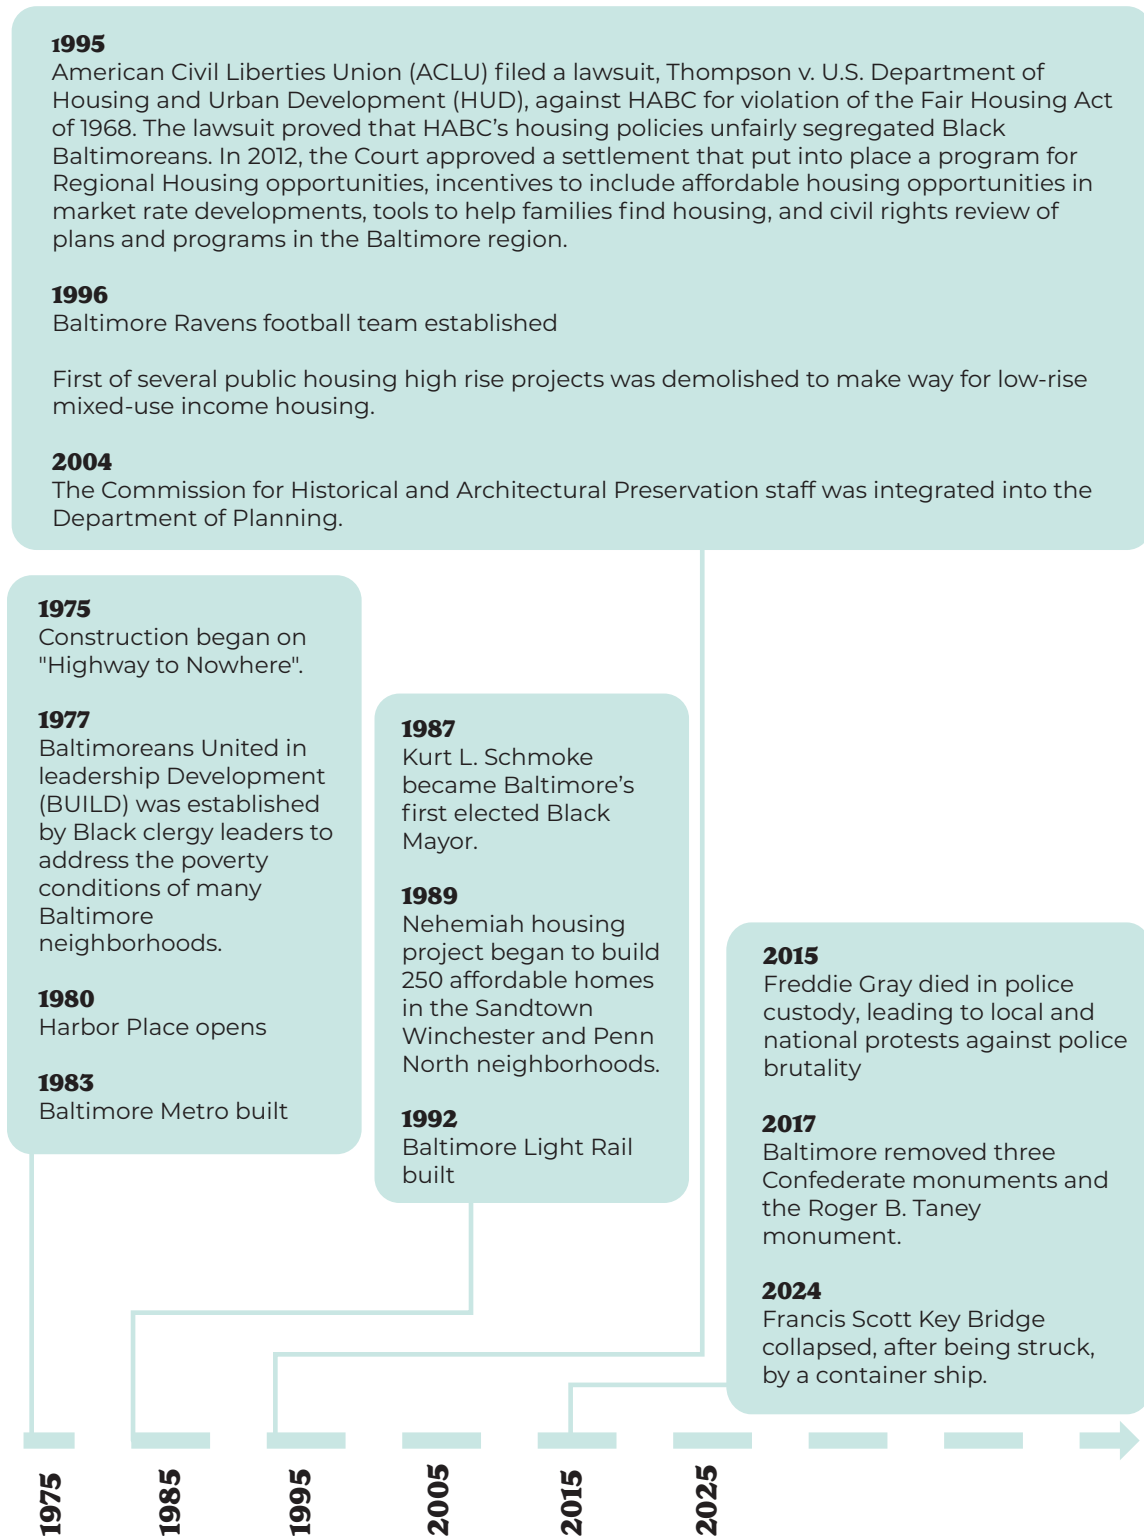 1995
American Civil Liberties Union (ACLU) filed a lawsuit, Thompson v. U.S. Department of
Housing and Urban Development (HUD), against HABC for violation of the Fair Housing Act
of 1968. The lawsuit proved that HABC's housing policies unfairly segregated Black
Baltimoreans. In 2012, the Court approved a settlement that put into place a program for
Regional Housing opportunities, incentives to include affordable housing opportunities in
market rate developments, tools to help families find housing, and civil rights review of
plans and programs in the Baltimore region.
1996
Baltimore Ravens football team established
First of several public housing high rise projects was demolished to make way for low-rise
mixed-use income housing.
2004
The Commission for Historical and Architectural Preservation staff was integrated into the
Department of Planning.
1975
Construction began on
"Highway to Nowhere".
1977
Baltimoreans United in
leadership Development
(BUILD) was established
by Black clergy leaders to
address the poverty
conditions of many
Baltimore
neighborhoods.
1980
Harbor Place opens
1983
Baltimore Metro built
1987
Kurt L. Schmoke
became Baltimore's
first elected Black
Mayor.
1989
Nehemiah housing
project began to build
250 affordable homes
in the Sandtown
Winchester and Penn
North neighborhoods.
1992
Baltimore Light Rail
built
2015
Freddie Gray died in police
custody, leading to local and
national protests against police
brutality
2017
Baltimore removed three
Confederate monuments and
the Roger B. Taney
monument.
2024
Francis Scott Key Bridge
collapsed, after being struck,
by a container ship.
1975
1985
1995
2005
2015
2025